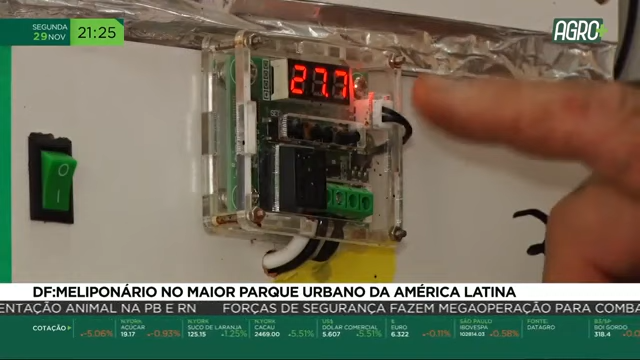 SEGUNDA
29 NOV
21:25
AGRO+
27.7
SET
DF:MELIPONÁRIO NO MAIOR PARQUE URBANO DA AMÉRICA LATINA
ENTAÇÃO ANIMAL NA PB E RN FORÇAS DE SEGURANÇA FAZEM MEGAOPERAÇÃO PARA COMBA
COTAÇÃO
-5.06%
N.YORK AÇUCAR 19.17 -0.93%
N.YORK SUCO DE LARANJA 125.15 1.25%
N.YORK CACAU 2469.00 5.51%
US$ DOLAR COMERCIAL 5.607 5.51%
€ EURO 6.322 -0.11%
SÃO PAULO IBOVESPA 102814.03 0.58%
FONTE: DATAGRO
B3/SP BOI GORDO 318.4